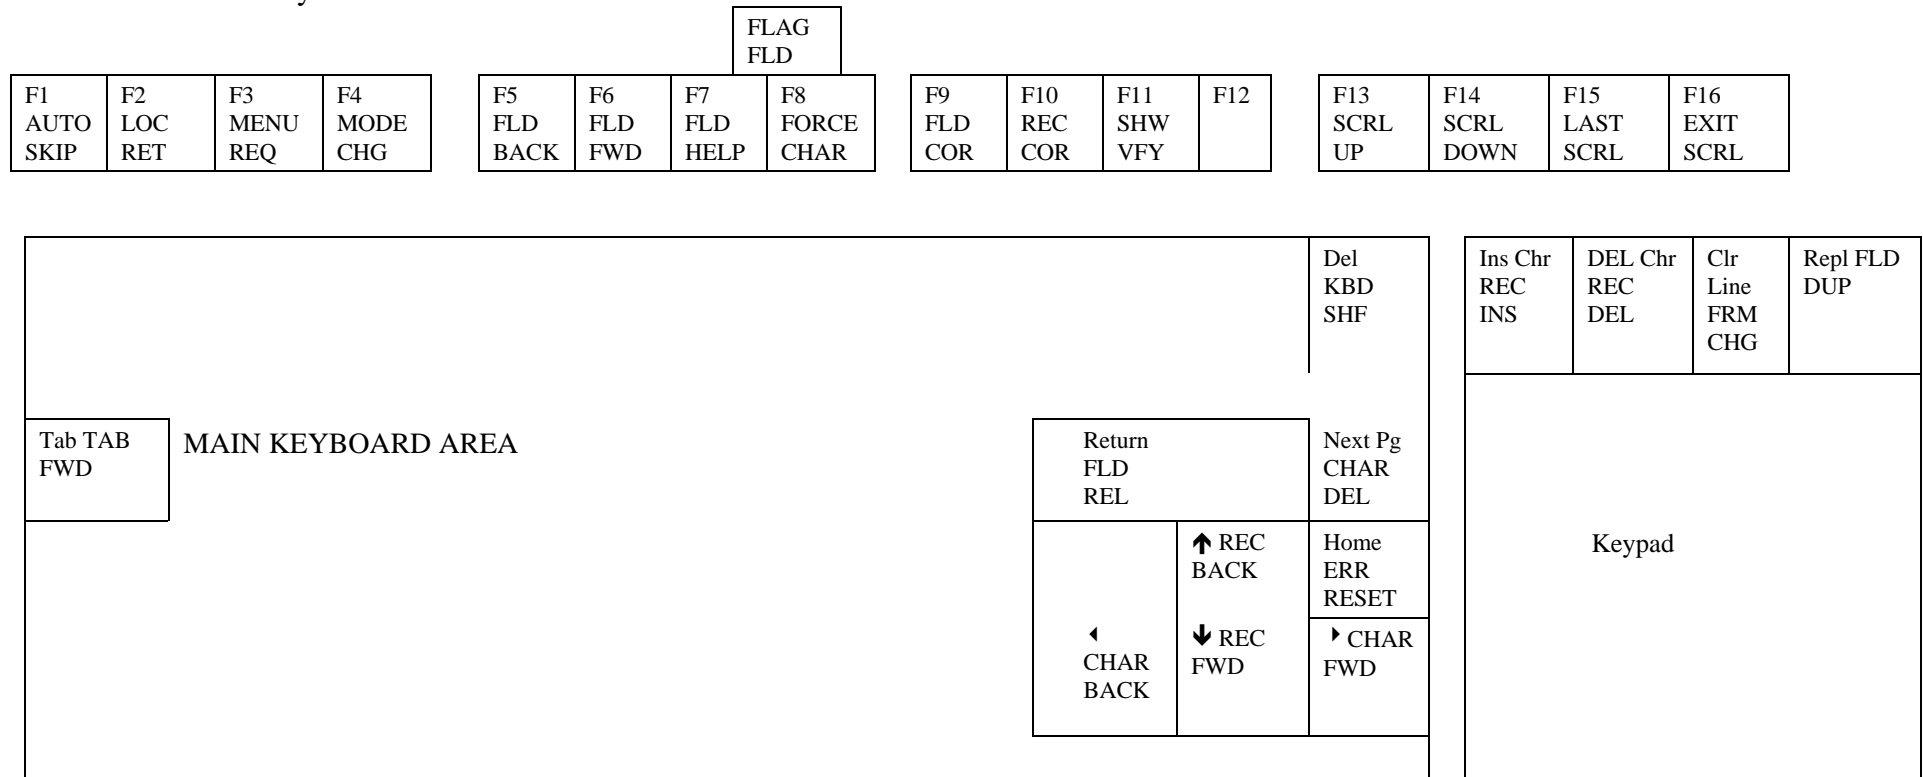 FLAG
FLD
F1
AUTO
SKIP
F2
LOC
RET
F3
MENU
REQ
F4
MODE
CHG
F5
FLD
BACK
F6
FLD
FWD
F7
FLD
HELP
F8
FORCE
CHAR
F9
FLD
COR
F10
REC
COR
F11
SHW
VFY
F12
F13
SCRL
UP
F14
SCRL
DOWN
F15
LAST
SCRL
F16
EXIT
SCRL
Del
KBD
SHF
Ins Chr
REC
INS
DEL Chr
REC
DEL
Clr
Line
FRM
CHG
Repl FLD
DUP
Tab TAB
FWD
MAIN KEYBOARD AREA
Return
FLD
REL
Next Pg
CHAR
DEL
🡹 REC
BACK
Home
ERR
RESET
Keypad
◂
CHAR
BACK
🡻 REC
FWD
▸ CHAR
FWD